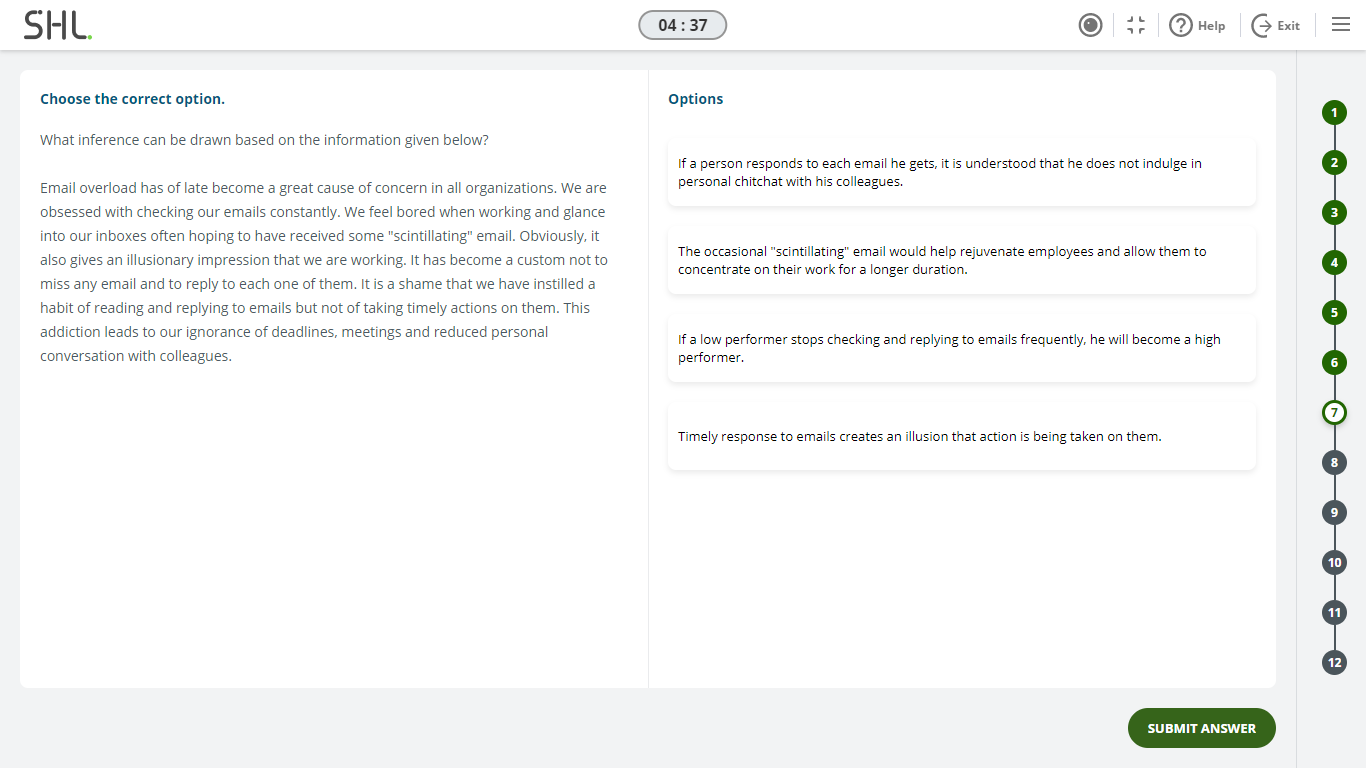 SHL.
04 : 37
Help
Exit
Choose the correct option.
What inference can be drawn based on the information given below?
Email overload has of late become a great cause of concern in all organizations. We are
obsessed with checking our emails constantly. We feel bored when working and glance
into our inboxes often hoping to have received some "scintillating" email. Obviously, it
also gives an illusionary impression that we are working. It has become a custom not to
miss any email and to reply to each one of them. It is a shame that we have instilled a
habit of reading and replying to emails but not of taking timely actions on them. This
addiction leads to our ignorance of deadlines, meetings and reduced personal
conversation with colleagues.
Options
If a person responds to each email he gets, it is understood that he does not indulge in
personal chitchat with his colleagues.
The occasional "scintillating" email would help rejuvenate employees and allow them to
concentrate on their work for a longer duration.
If a low performer stops checking and replying to emails frequently, he will become a high
performer.
Timely response to emails creates an illusion that action is being taken on them.
1
2
3
4
5
6
7
8
9
10
11
12
SUBMIT ANSWER